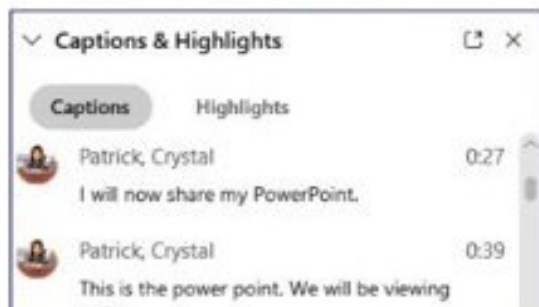 Captions & Highlights
Captions Highlights
Patrick, Crystal 0:27
I will now share my PowerPoint.
Patrick, Crystal 0:39
This is the power point. We will be viewing